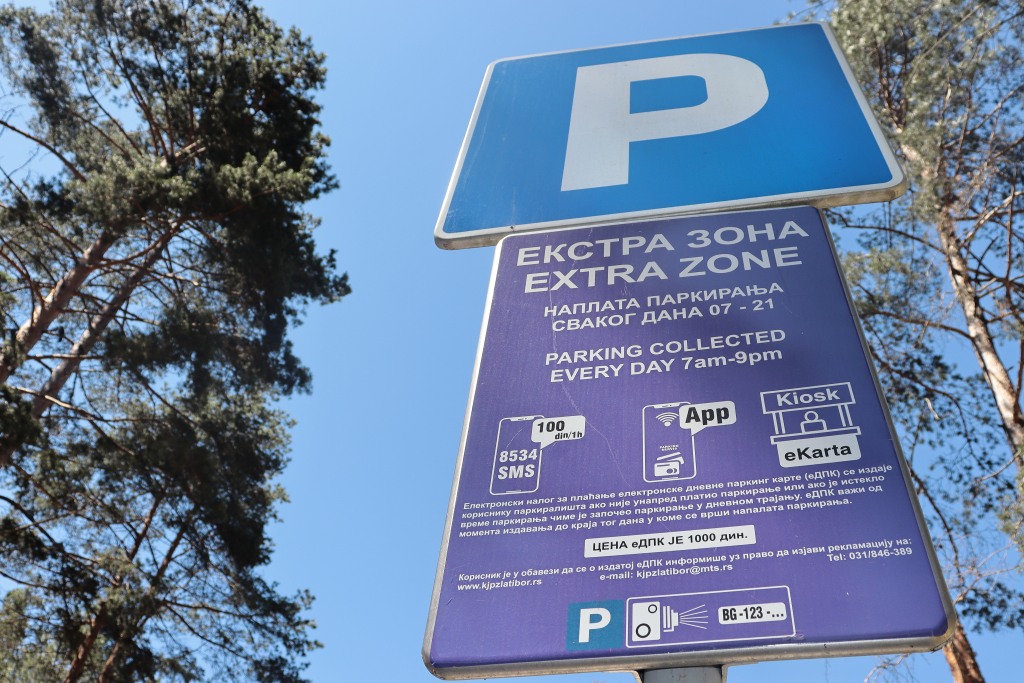 P
ЕКСТРА ЗОНА
EXTRA ZONE
НАПЛАТА ПАРКИРАЊА
СВАКОГ ДАНА 07 - 21
PARKING COLLECTED
EVERY DAY 7am-9pm
100
din/1h
8534
SMS
App
Kiosk
eKarta
Електронски налог за плаћање електронске дневне паркинг карте (еДПК) се издаје
кориснику паркиралишта ако није унапред платио паркирање или ако је истекло
време паркирања чиме је започео паркирање у дневном трајању. еДПК важи од
момента издавања до краја тог дана у коме се врши напалата паркирања.
ЦЕНА еДПК ЈЕ 1000 дин.
Корисник је у обавези да се о издатој еДПК информише уз право да изјави рекламацију на:
www.kjpzlatibor.rs e-mail: kjpzlatibor@mts.rs Tel: 031/846-389
P
BG-123-...